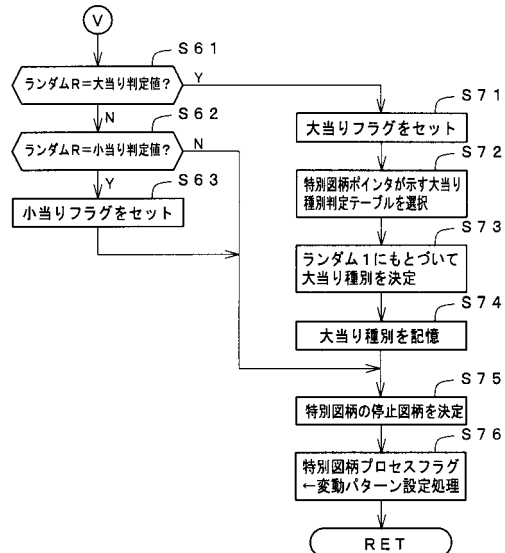 V
S61
ランダムR=大当り判定値?
Y
N
S62
ランダムR=小当り判定値?
N
Y
S63
小当りフラグをセット
S71
大当りフラグをセット
S72
特別図柄ポインタが示す大当り
種別判定テーブルを選択
S73
ランダム1にもとづいて
大当り種別を決定
S74
大当り種別を記憶
S75
特別図柄の停止図柄を決定
S76
特別図柄プロセスフラグ
←変動パターン設定処理
RET